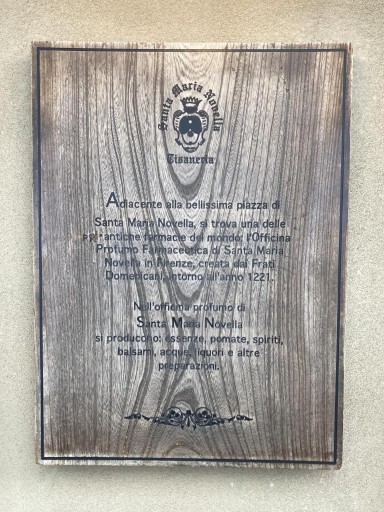 Santa Maria Novella
Tisaneria
Adiacente alla bellissima piazza di
Santa Maria Novella, si trova una delle
più antiche farmacie del mondo: l'Officina
Profumo Farmaceutica di Santa Maria
Novella in Firenze, creata dai Frati
Domenicani, intorno all'anno 1221.
Nell'officina profumo di
Santa Maria Novella
si producono: essenze, pomate, spiriti,
balsami, acque, liquori e altre
preparazioni.